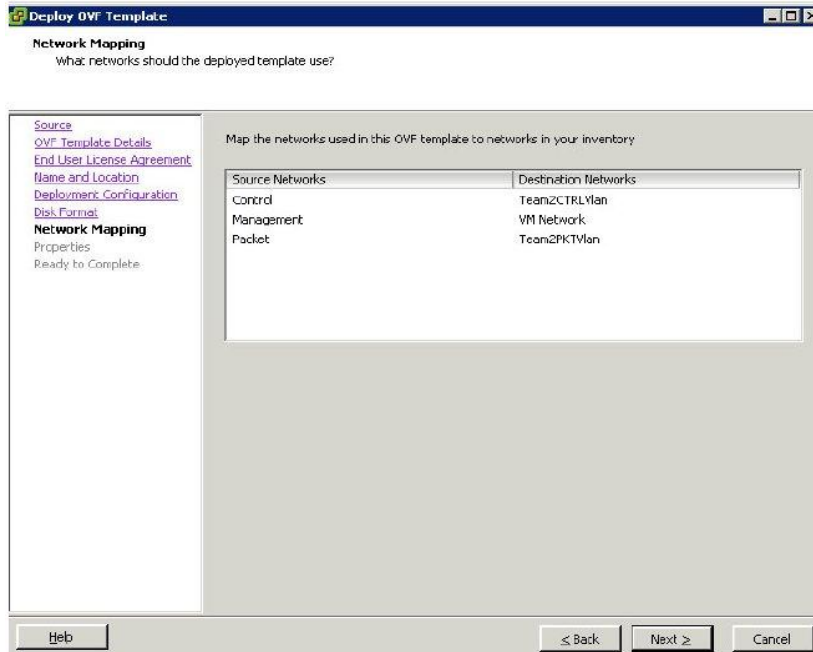 Deploy OVF Template
Network Mapping
What networks should the deployed template use?
Source
OVF Template Details
End User License Agreement
Name and Location
Deployment Configuration
Disk Format
Network Mapping
Properties
Ready to Complete
Map the networks used in this OVF template to networks in your inventory
Source Networks Destination Networks
Control Team2CTRLVlan
Management VM Network
Packet Team2PKTVlan
Help ≤ Back Next ≥ Cancel